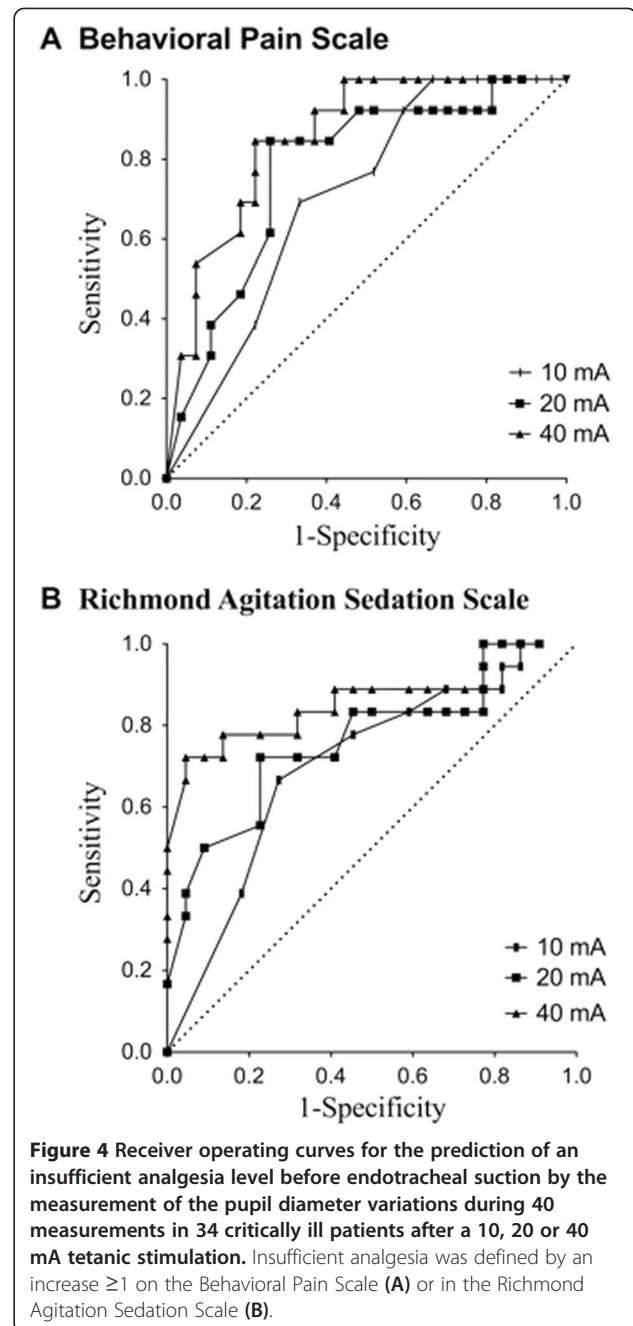 A Behavioral Pain Scale
1.0
0.8
0.6
0.4
0.2
0.0
Sensitivity
0.0 0.2 0.4 0.6 0.8 1.0
1-Specificity
10 mA
20 mA
40 mA
B Richmond Agitation Sedation Scale
1.0
0.8
0.6
0.4
0.2
0.0
Sensitivity
0.0 0.2 0.4 0.6 0.8 1.0
1-Specificity
10 mA
20 mA
40 mA
Figure 4 Receiver operating curves for the prediction of an
insufficient analgesia level before endotracheal suction by the
measurement of the pupil diameter variations during 40
measurements in 34 critically ill patients after a 10, 20 or 40
mA tetanic stimulation. Insufficient analgesia was defined by an
increase ≥1 on the Behavioral Pain Scale (A) or in the Richmond
Agitation Sedation Scale (B).